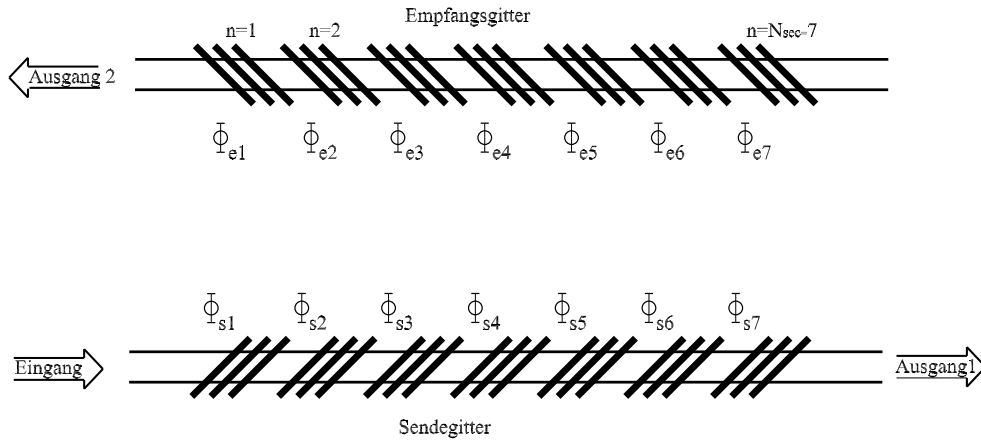 Empfangsgitter
n=1 n=2 n=Nsec=7
Ausgang 2
Φe1 Φe2 Φe3 Φe4 Φe5 Φe6 Φe7
Φs1 Φs2 Φs3 Φs4 Φs5 Φs6 Φs7
Eingang Ausgang1
Sendegitter